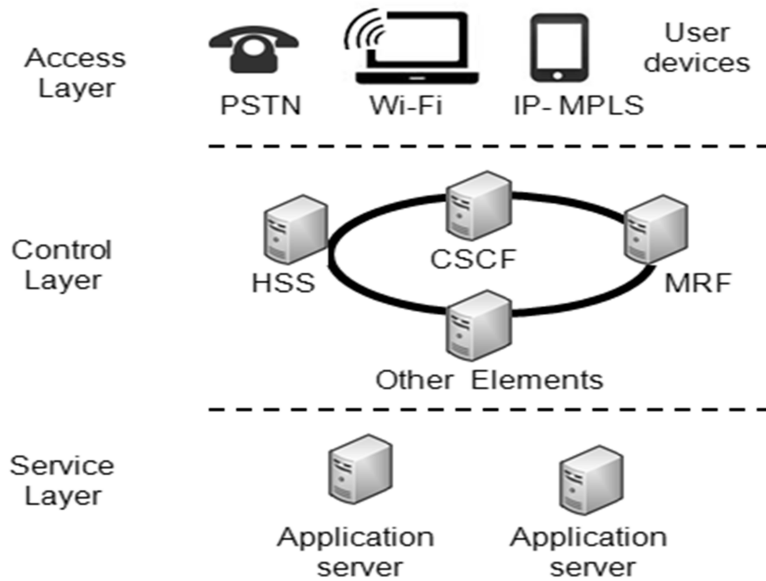 Access
Layer
User
devices
PSTN
Wi-Fi
IP- MPLS
Control
Layer
HSS
CSCF
MRF
Other Elements
Service
Layer
Application
server
Application
server